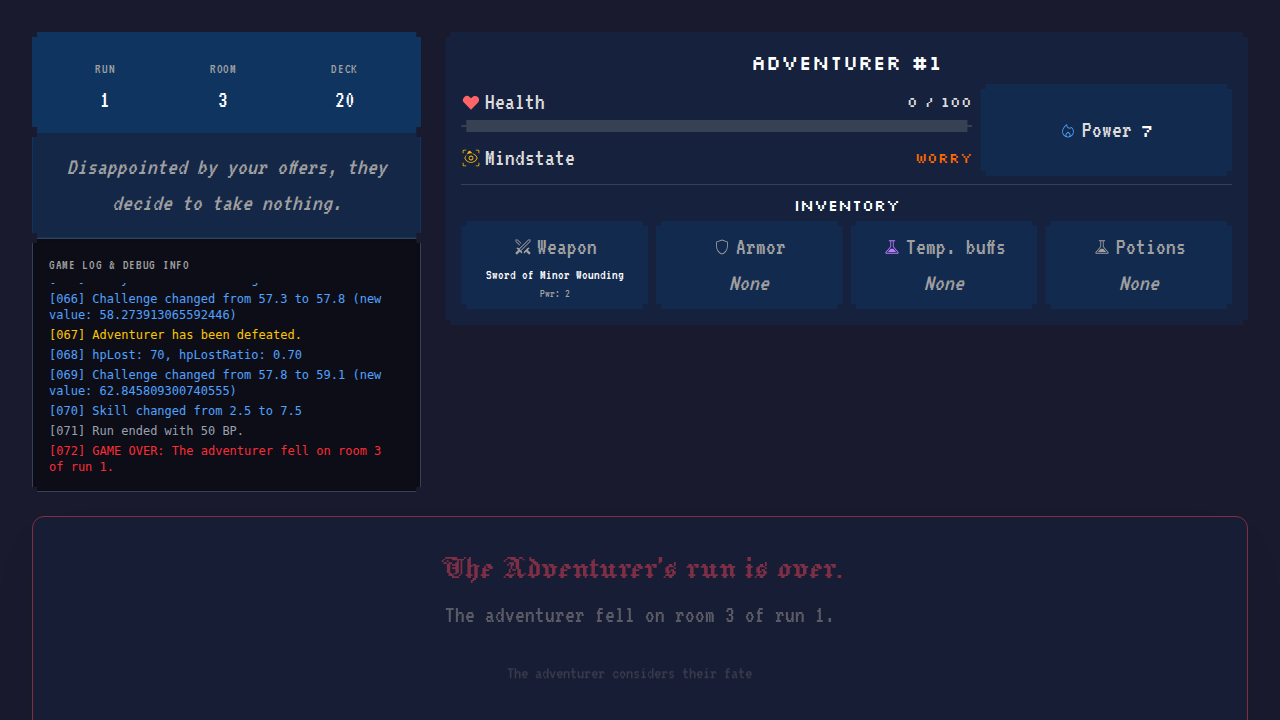 RUN ROOM DECK
1 3 20
Disappointed by your offers, they
decide to take nothing.
GAME LOG & DEBUG INFO
[066] Challenge changed from 57.3 to 57.8 (new
value: 58.273913065592446)
[067] Adventurer has been defeated.
[068] hpLost: 70, hpLostRatio: 0.70
[069] Challenge changed from 57.8 to 59.1 (new
value: 62.845809300740555)
[070] Skill changed from 2.5 to 7.5
[071] Run ended with 50 BP.
[072] GAME OVER: The adventurer fell on room 3
of run 1.
ADVENTURER #1
Health 0 / 100
Power 7
Mindstate WORRY
INVENTORY
Weapon
Sword of Minor Wounding
Pwr: 2
Armor
None
Temp. buffs
None
Potions
None
The Adventurer's run is over.
The adventurer fell on room 3 of run 1.
The adventurer considers their fate